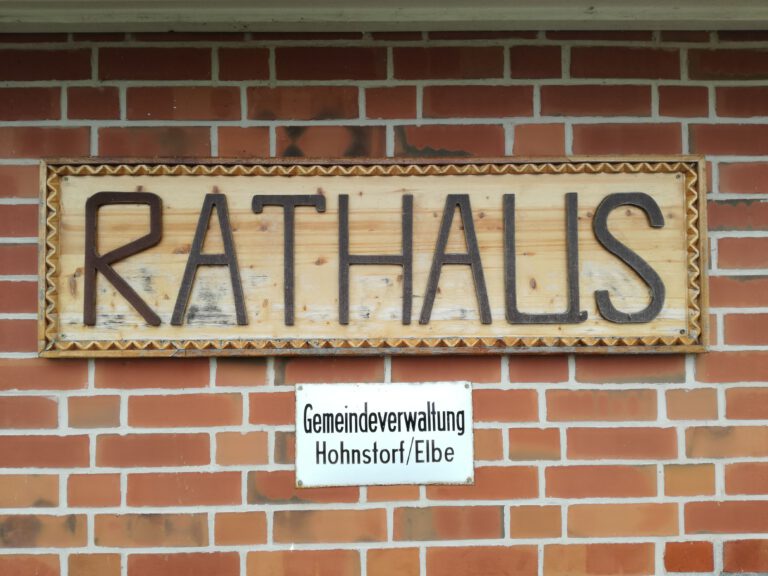 RATHAUS
Gemeindeverwaltung
Hohnstorf/Elbe